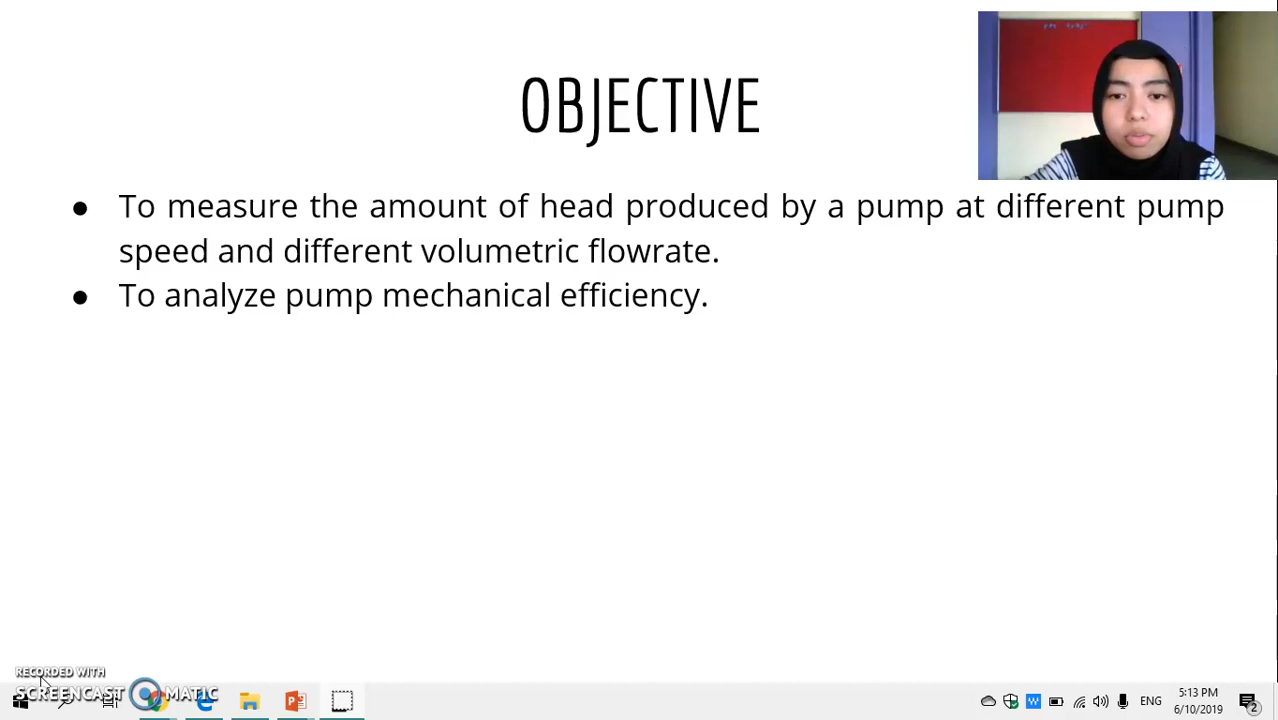 OBJECTIVE
● To measure the amount of head produced by a pump at different pump
speed and different volumetric flowrate.
● To analyze pump mechanical efficiency.
RECORDED WITH
SCREENCAST MATIC
ENG
5:13 PM
6/10/2019
2